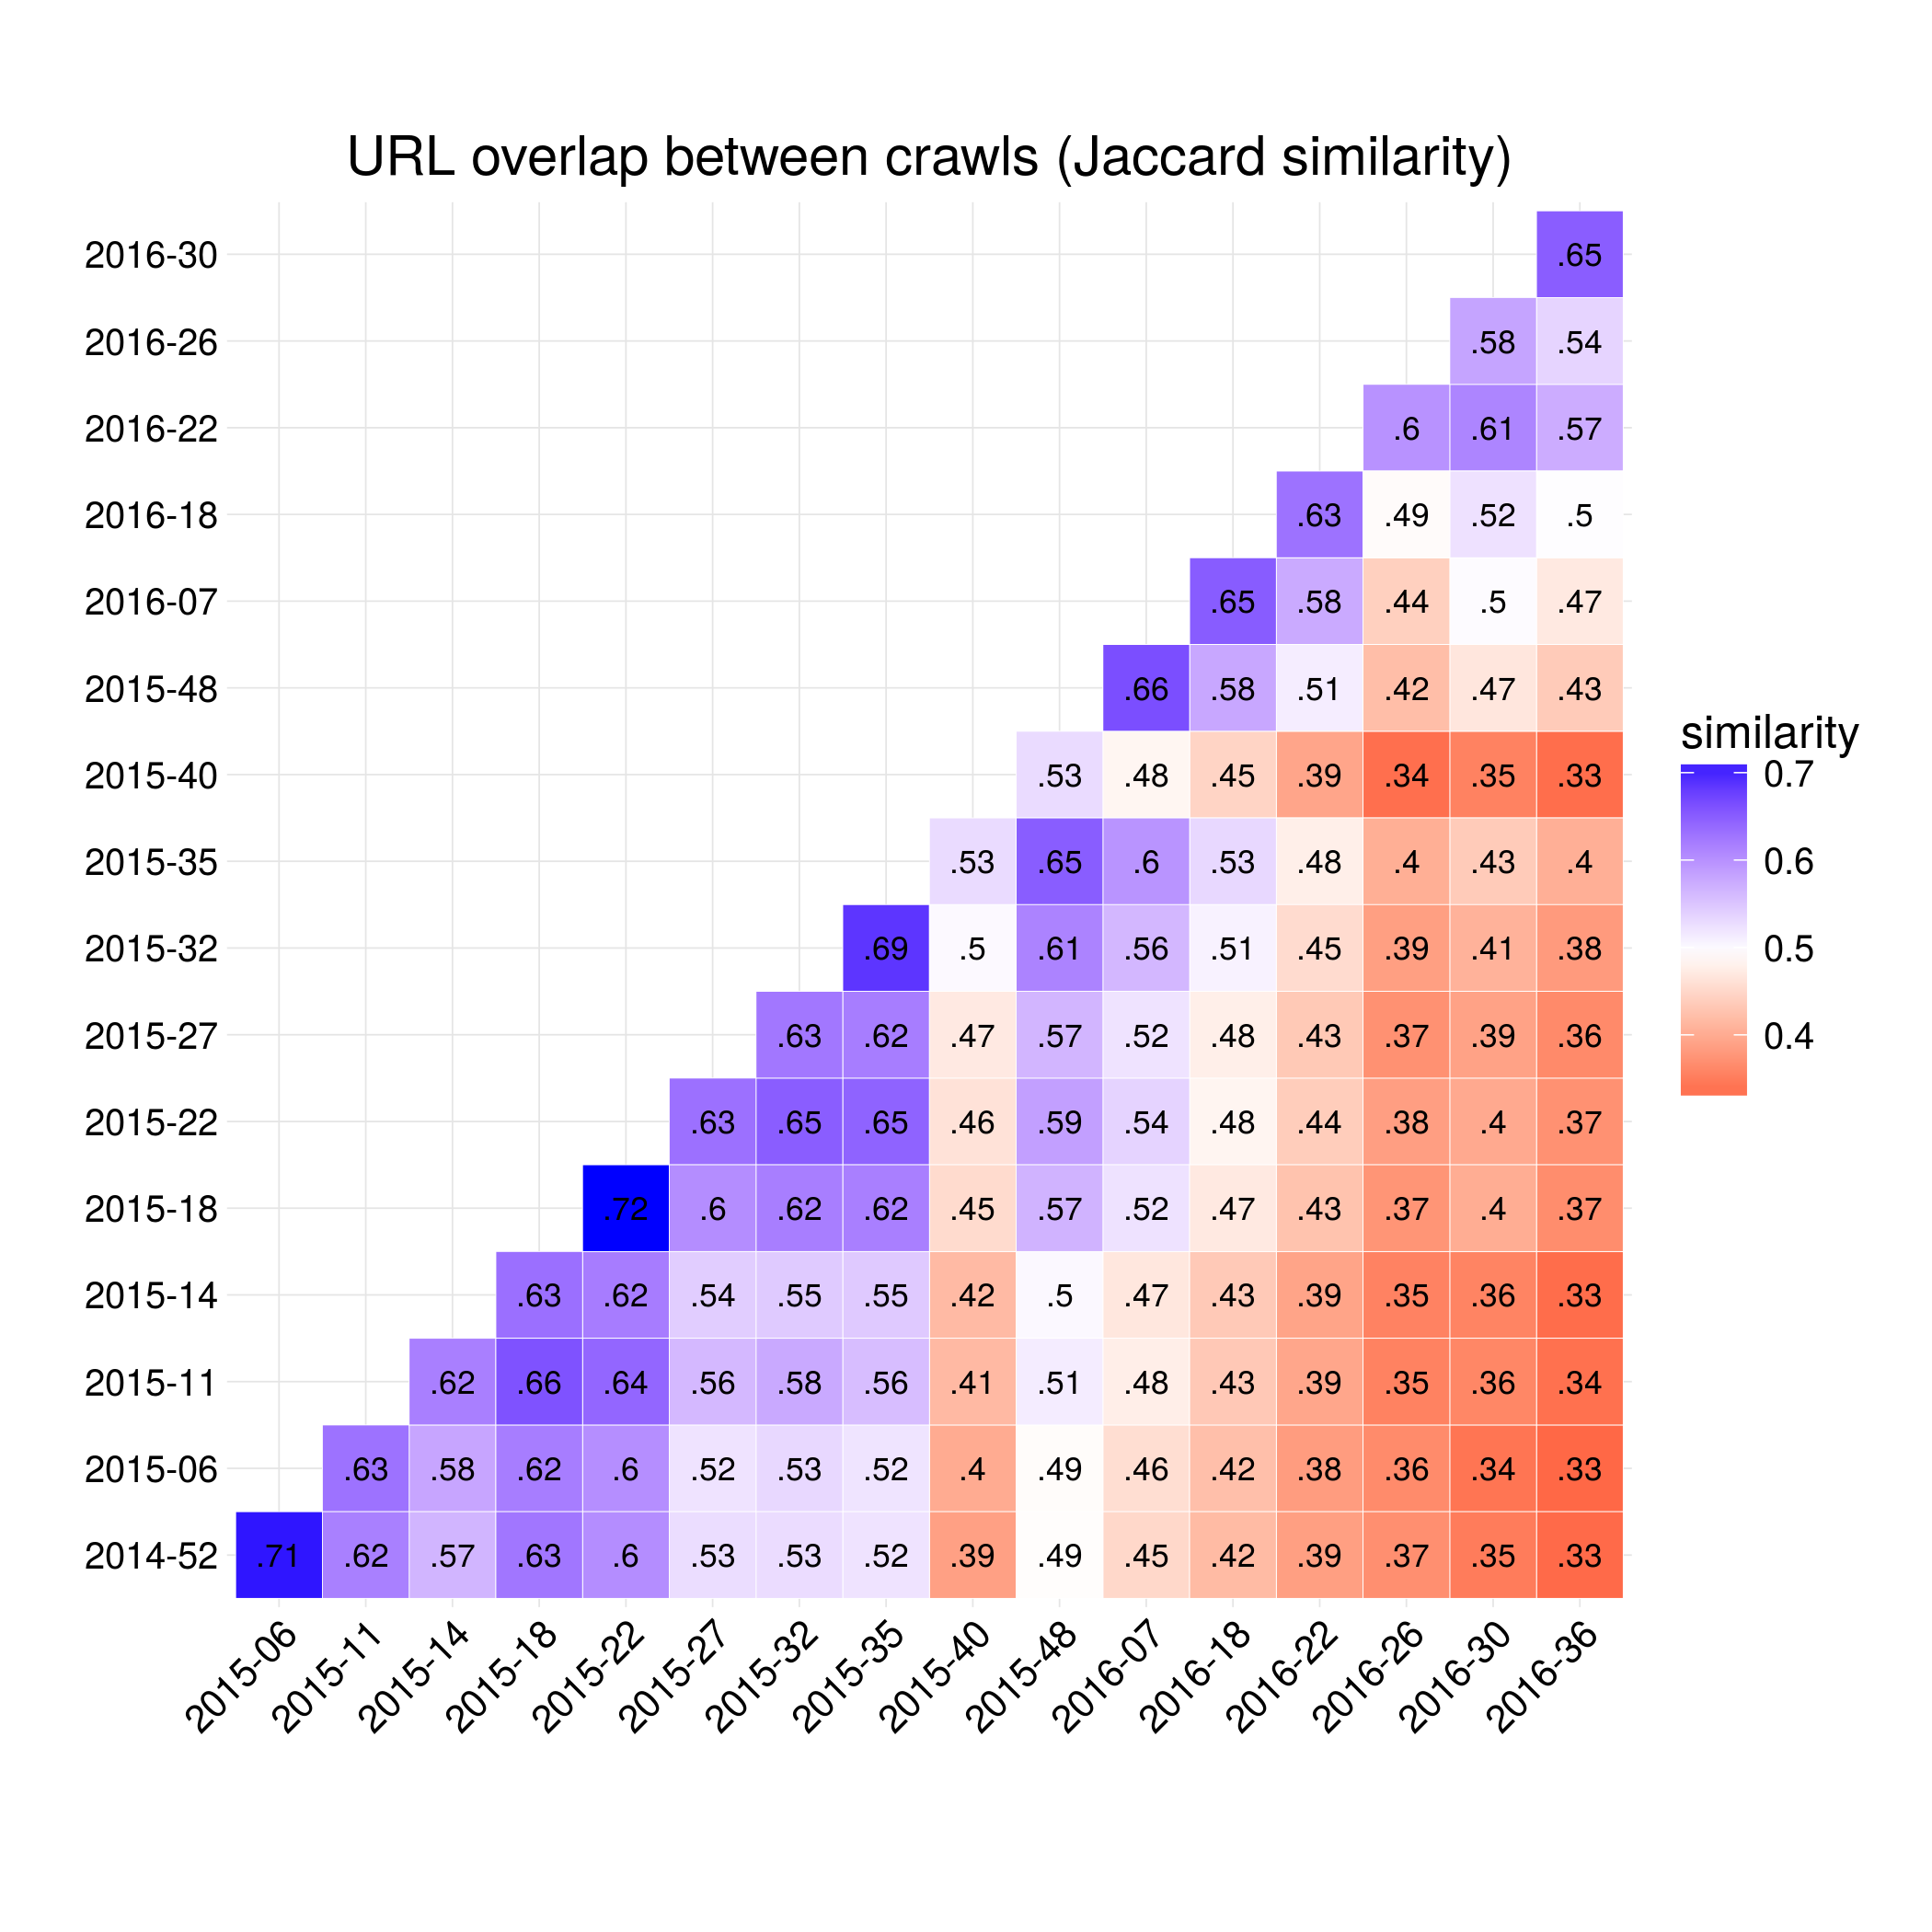 URL overlap between crawls (Jaccard similarity)
2016-30 .65
2016-26 .58 .54
2016-22 .6 .61 .57
2016-18 .63 .49 .52 .5
2016-07 .65 .58 .44 .5 .47
2015-48 .66 .58 .51 .42 .47 .43
2015-40 .53 .48 .45 .39 .34 .35 .33
2015-35 .53 .65 .6 .53 .48 .4 .43 .4
2015-32 .69 .5 .61 .56 .51 .45 .39 .41 .38
2015-27 .63 .62 .47 .57 .52 .48 .43 .37 .39 .36
2015-22 .63 .65 .65 .46 .59 .54 .48 .44 .38 .4 .37
2015-18 .72 .6 .62 .62 .45 .57 .52 .47 .43 .37 .4 .37
2015-14 .63 .62 .54 .55 .55 .42 .5 .47 .43 .39 .35 .36 .33
2015-11 .62 .66 .64 .56 .58 .56 .41 .51 .48 .43 .39 .35 .36 .34
2015-06 .63 .58 .62 .6 .52 .53 .52 .4 .49 .46 .42 .38 .36 .34 .33
2014-52 .71 .62 .57 .63 .6 .53 .53 .52 .39 .49 .45 .42 .39 .37 .35 .33
2015-06 2015-11 2015-14 2015-18 2015-22 2015-27 2015-32 2015-35 2015-40 2015-48 2016-07 2016-18 2016-22 2016-26 2016-30 2016-36
similarity
0.7
0.6
0.5
0.4